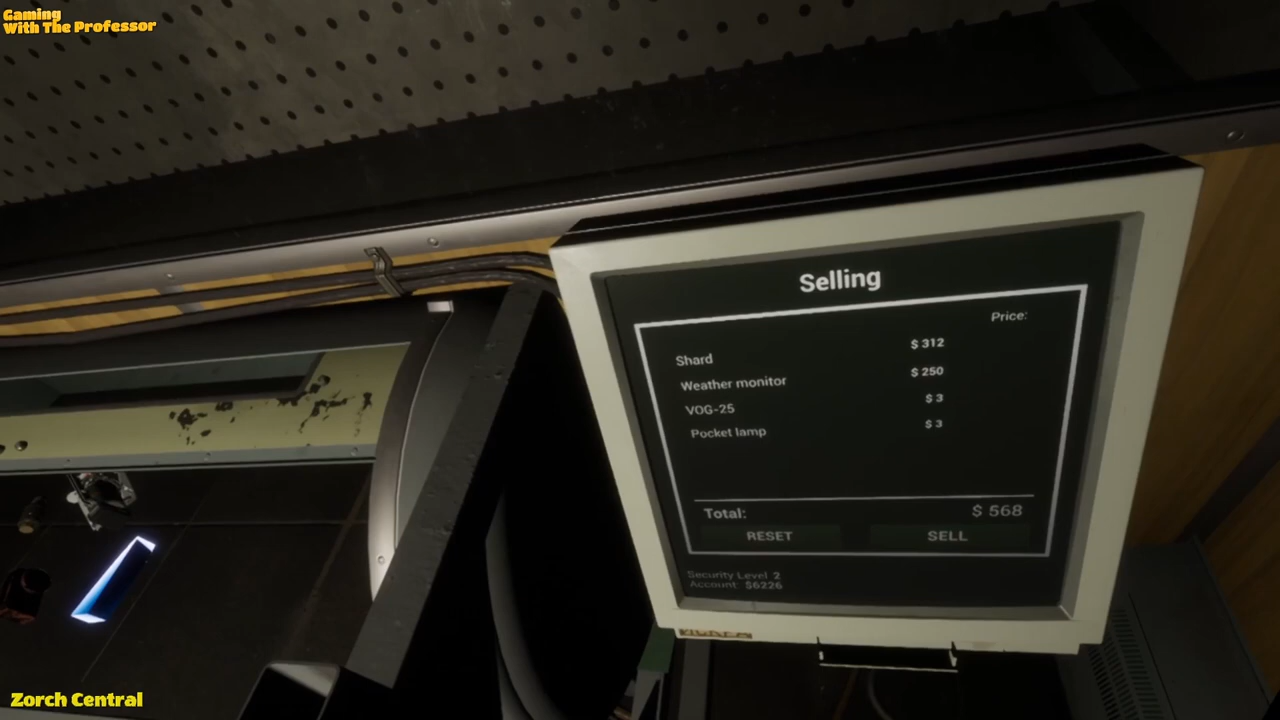 Gaming
With The Professor
Selling
Price:
Shard $ 312
Weather monitor $ 250
VOG-25 $ 3
Pocket lamp $ 3
Total: $ 568
RESET SELL
Security Level 2
Account: $6226
Zorch Central